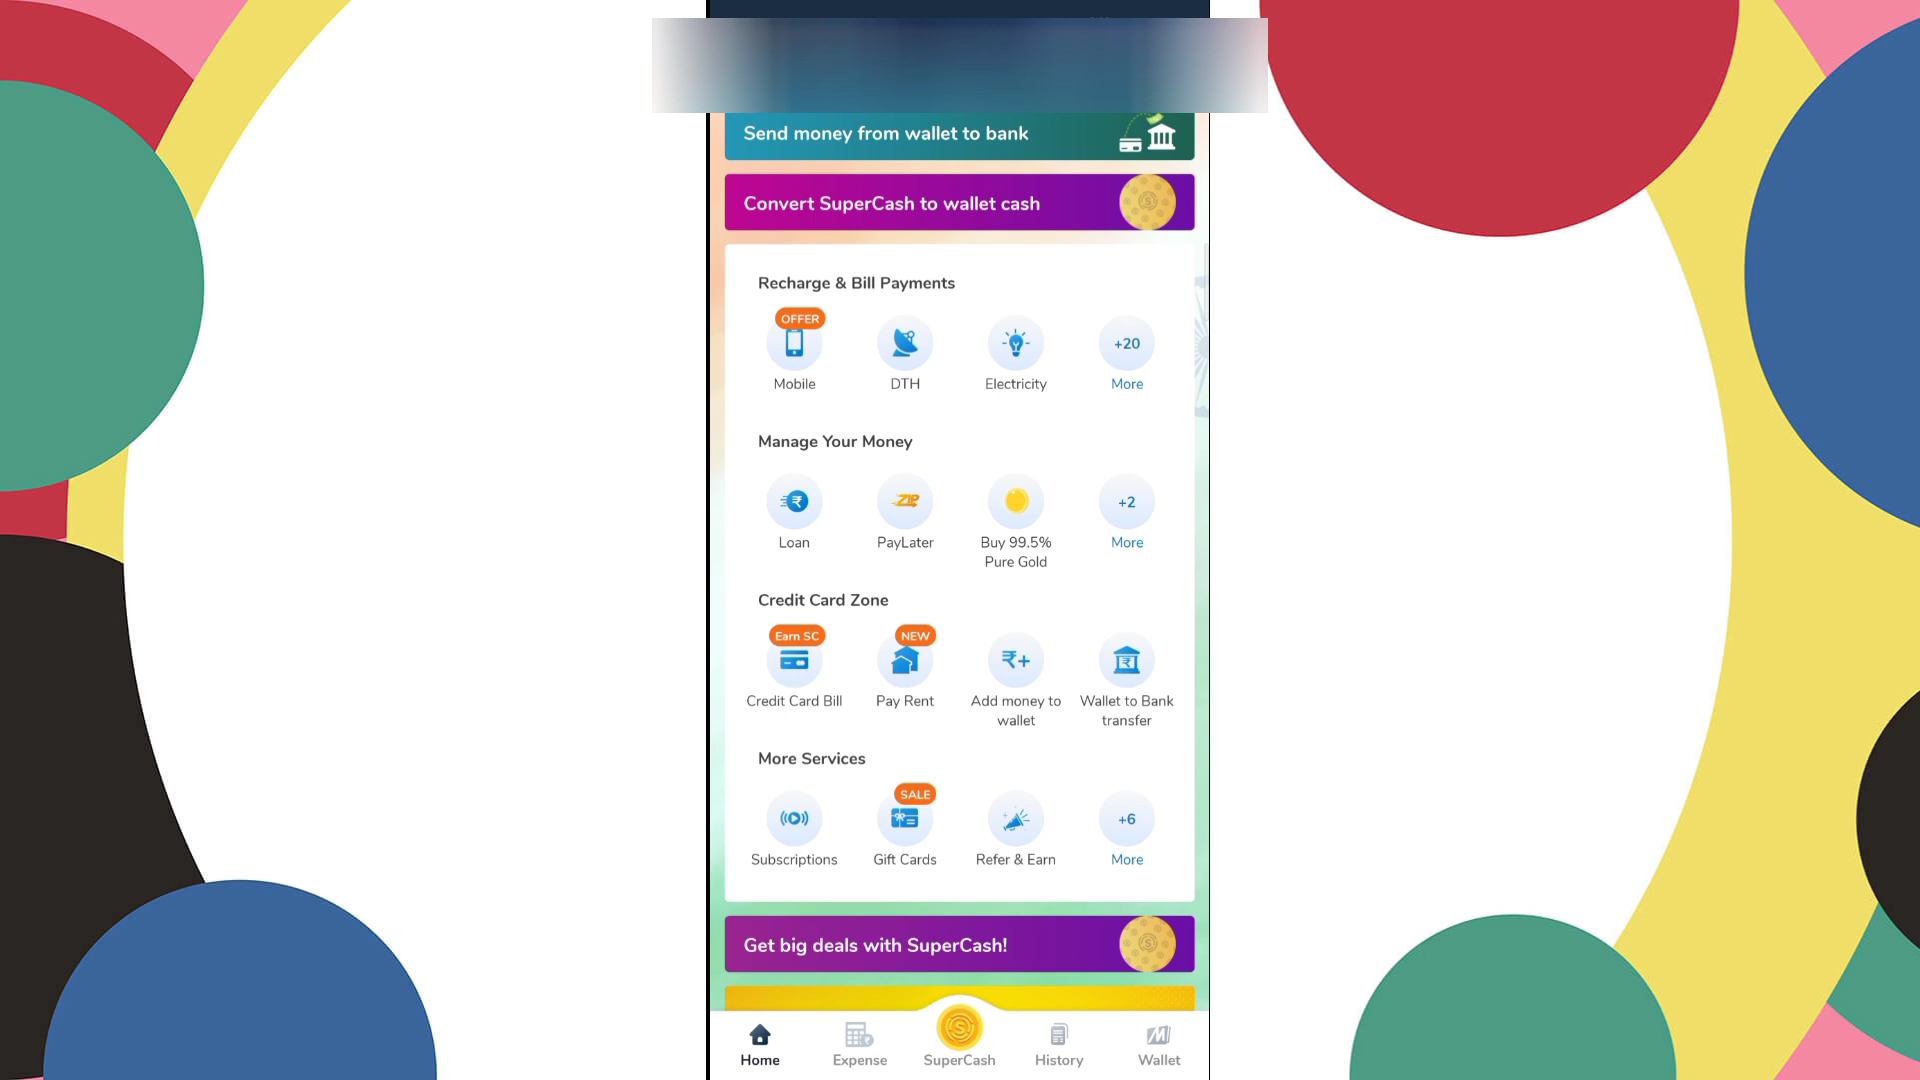 Send money from wallet to bank
Convert SuperCash to wallet cash
Recharge & Bill Payments
OFFER
Mobile
DTH
Electricity
+20
More
Manage Your Money
Loan
ZIP
PayLater
Buy 99.5%
Pure Gold
+2
More
Credit Card Zone
Earn SC
NEW
Credit Card Bill
Pay Rent
₹+
Add money to
wallet
Wallet to Bank
transfer
More Services
SALE
Subscriptions
Gift Cards
Refer & Earn
+6
More
Get big deals with SuperCash!
Home
Expense
SuperCash
History
Wallet